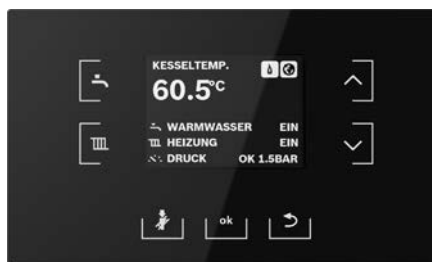 KESSELTEMP.
60.5°C
WARMWASSER EIN
HEIZUNG EIN
DRUCK OK 1.5BAR
ok